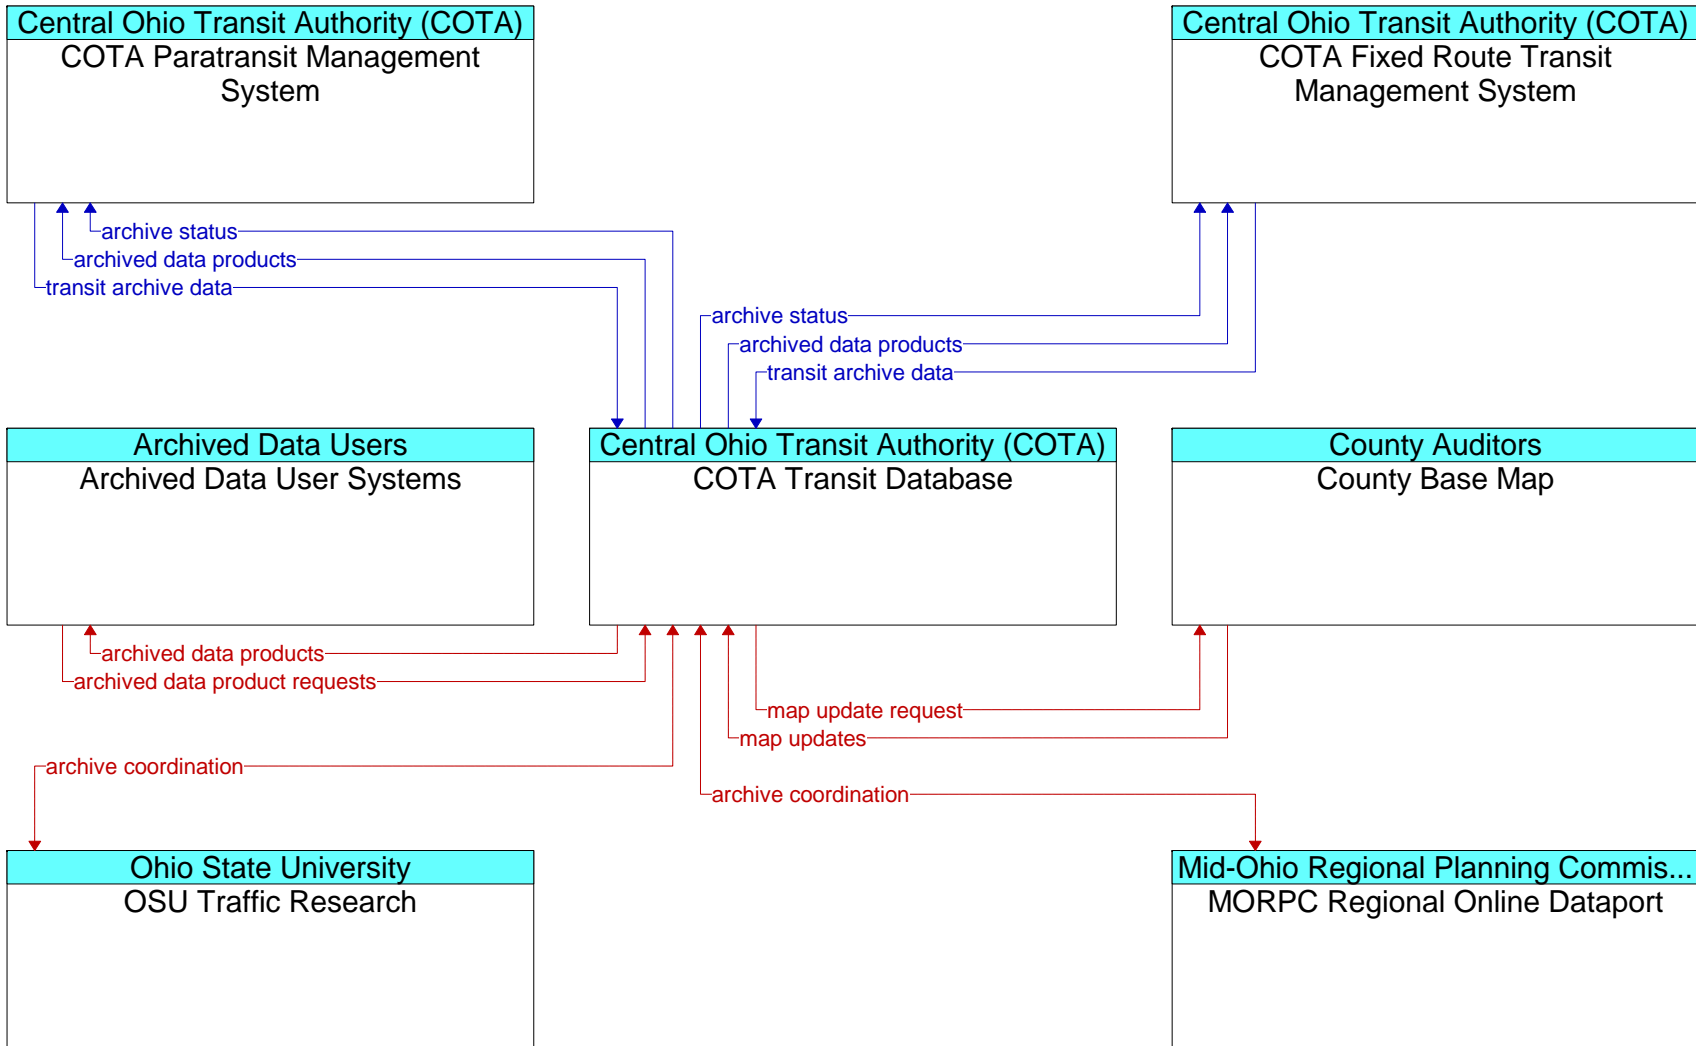 Central Ohio Transit Authority (COTA)
COTA Paratransit Management
System
Central Ohio Transit Authority (COTA)
COTA Fixed Route Transit
Management System
archive status
archived data products
transit archive data
archive status
archived data products
transit archive data
Archived Data Users
Archived Data User Systems
Central Ohio Transit Authority (COTA)
COTA Transit Database
County Auditors
County Base Map
archived data products
archived data product requests
map update request
map updates
archive coordination
archive coordination
Ohio State University
OSU Traffic Research
Mid-Ohio Regional Planning Commis...
MORPC Regional Online Dataport